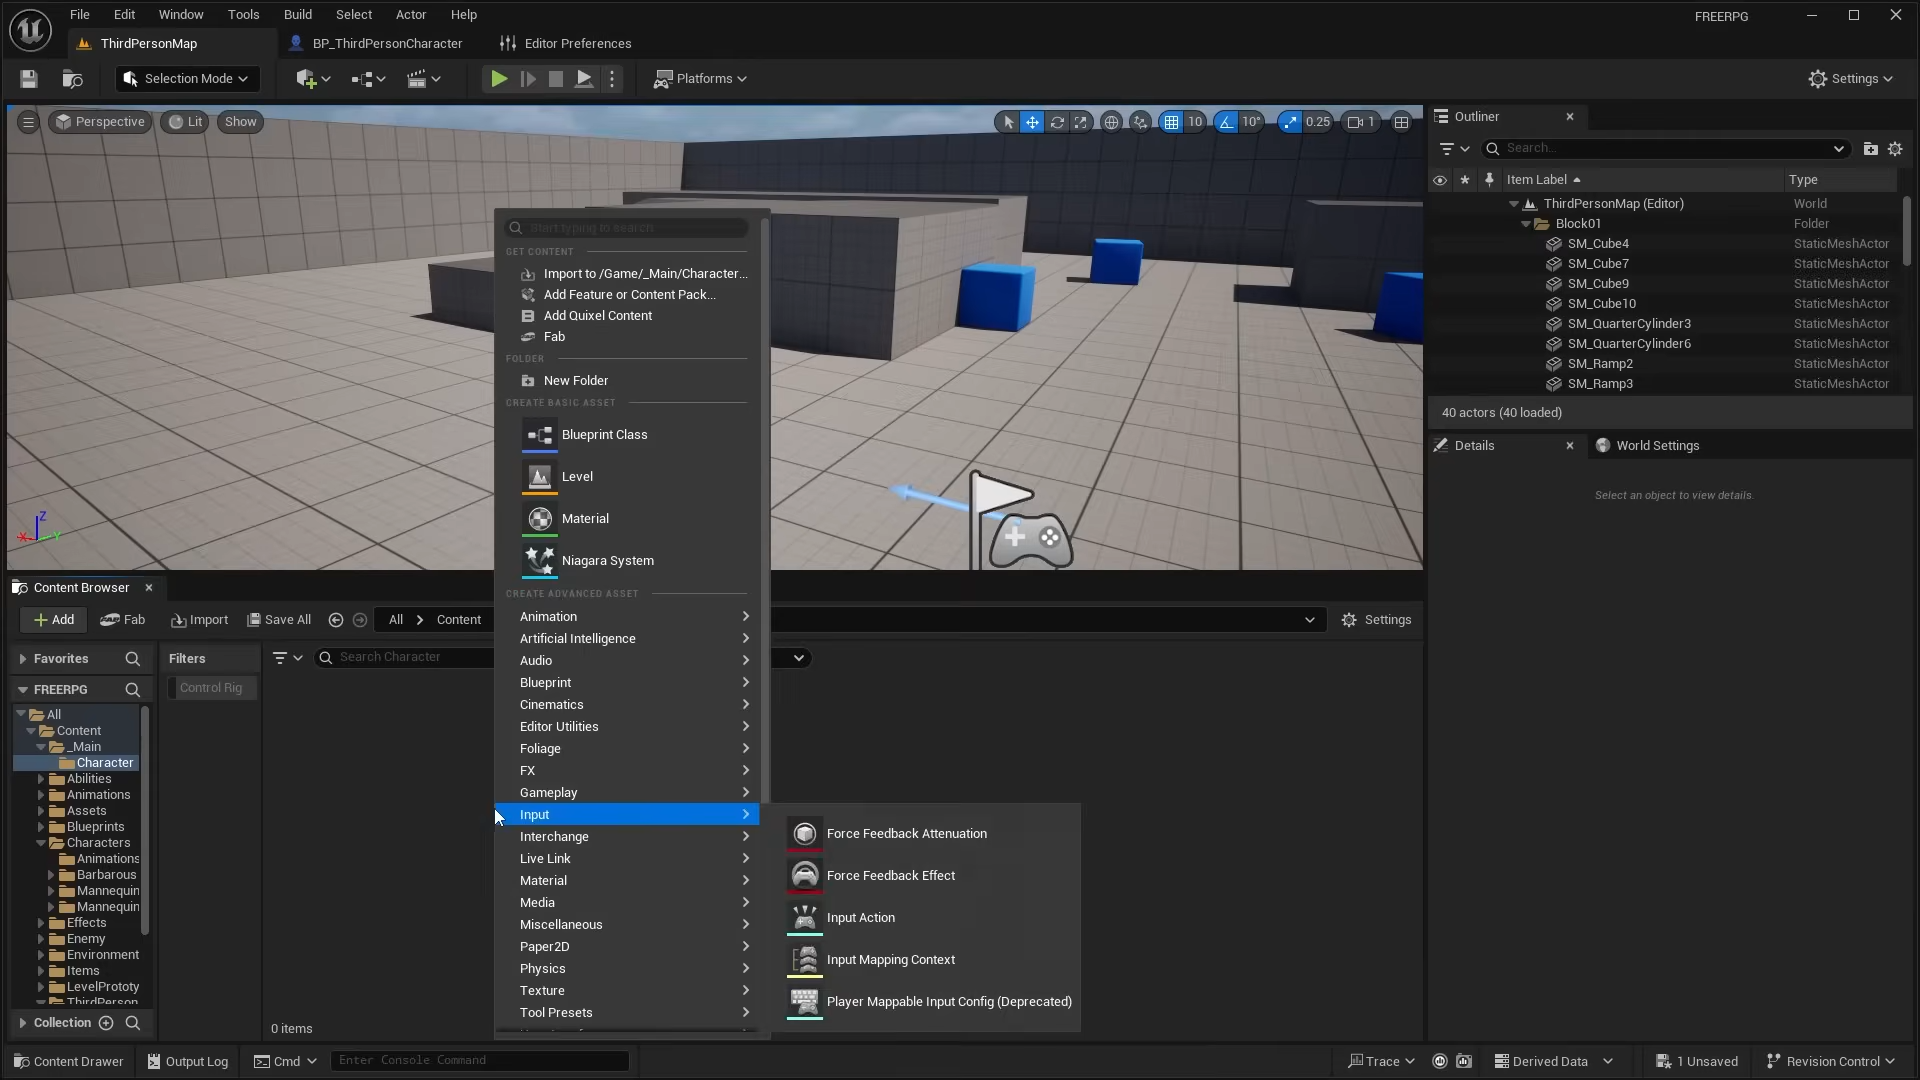 File Edit Window Tools Build Select Actor Help
FREERPG
ThirdPersonMap
BP_ThirdPersonCharacter
Editor Preferences
Selection Mode
Platforms
Settings
Perspective
Lit
Show
10
10°
0.25
1
Outliner
Search...
Item Label
Type
ThirdPersonMap (Editor) World
Block01 Folder
SM_Cube4 StaticMeshActor
SM_Cube7 StaticMeshActor
SM_Cube9 StaticMeshActor
SM_Cube10 StaticMeshActor
SM_QuarterCylinder3 StaticMeshActor
SM_QuarterCylinder6 StaticMeshActor
SM_Ramp2 StaticMeshActor
SM_Ramp3 StaticMeshActor
40 actors (40 loaded)
Details
World Settings
Select an object to view details.
Start typing to search
GET CONTENT
Import to /Game/_Main/Character...
Add Feature or Content Pack...
Add Quixel Content
Fab
FOLDER
New Folder
CREATE BASIC ASSET
Blueprint Class
Level
Material
Niagara System
CREATE ADVANCED ASSET
Animation
Artificial Intelligence
Audio
Blueprint
Cinematics
Editor Utilities
Foliage
FX
Gameplay
Input
Interchange
Live Link
Material
Media
Miscellaneous
Paper2D
Physics
Texture
Tool Presets
Force Feedback Attenuation
Force Feedback Effect
Input Action
Input Mapping Context
Player Mappable Input Config (Deprecated)
Z
X
Y
Content Browser
Add
Fab
Import
Save All
All
Content
Settings
Favorites
Filters
Search Character
FREERPG
Control Rig
All
Content
_Main
Character
Abilities
Animations
Assets
Blueprints
Characters
Animations
Barbarous
Mannequin
Mannequin
Effects
Enemy
Environment
Items
LevelPrototy
ThirdPerson
Collection
0 items
Content Drawer
Output Log
Cmd
Enter Console Command
Trace
Derived Data
1 Unsaved
Revision Control